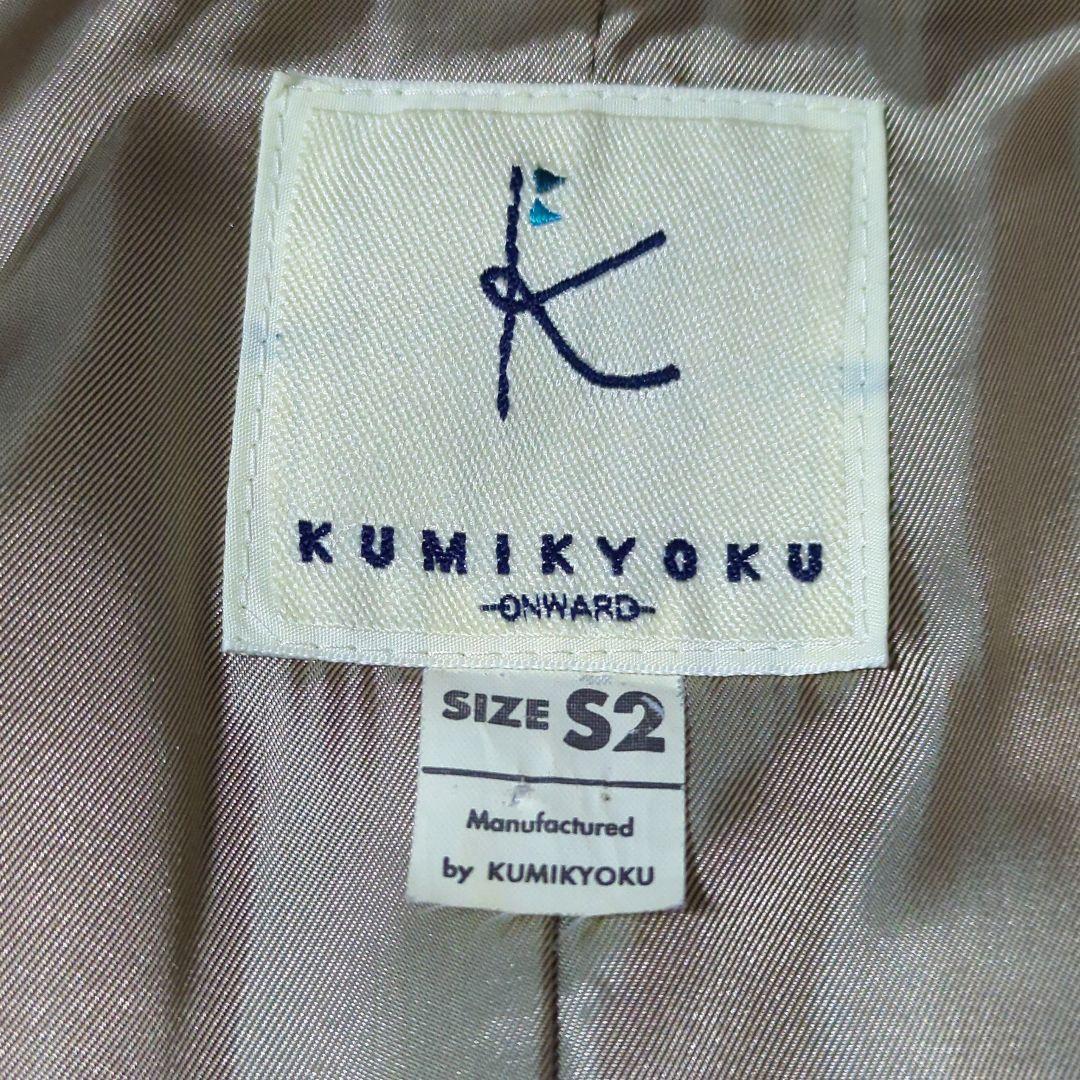 K
KUMIKYOKU
ONWARD
SIZE S2
Manufactured
by KUMIKYOKU